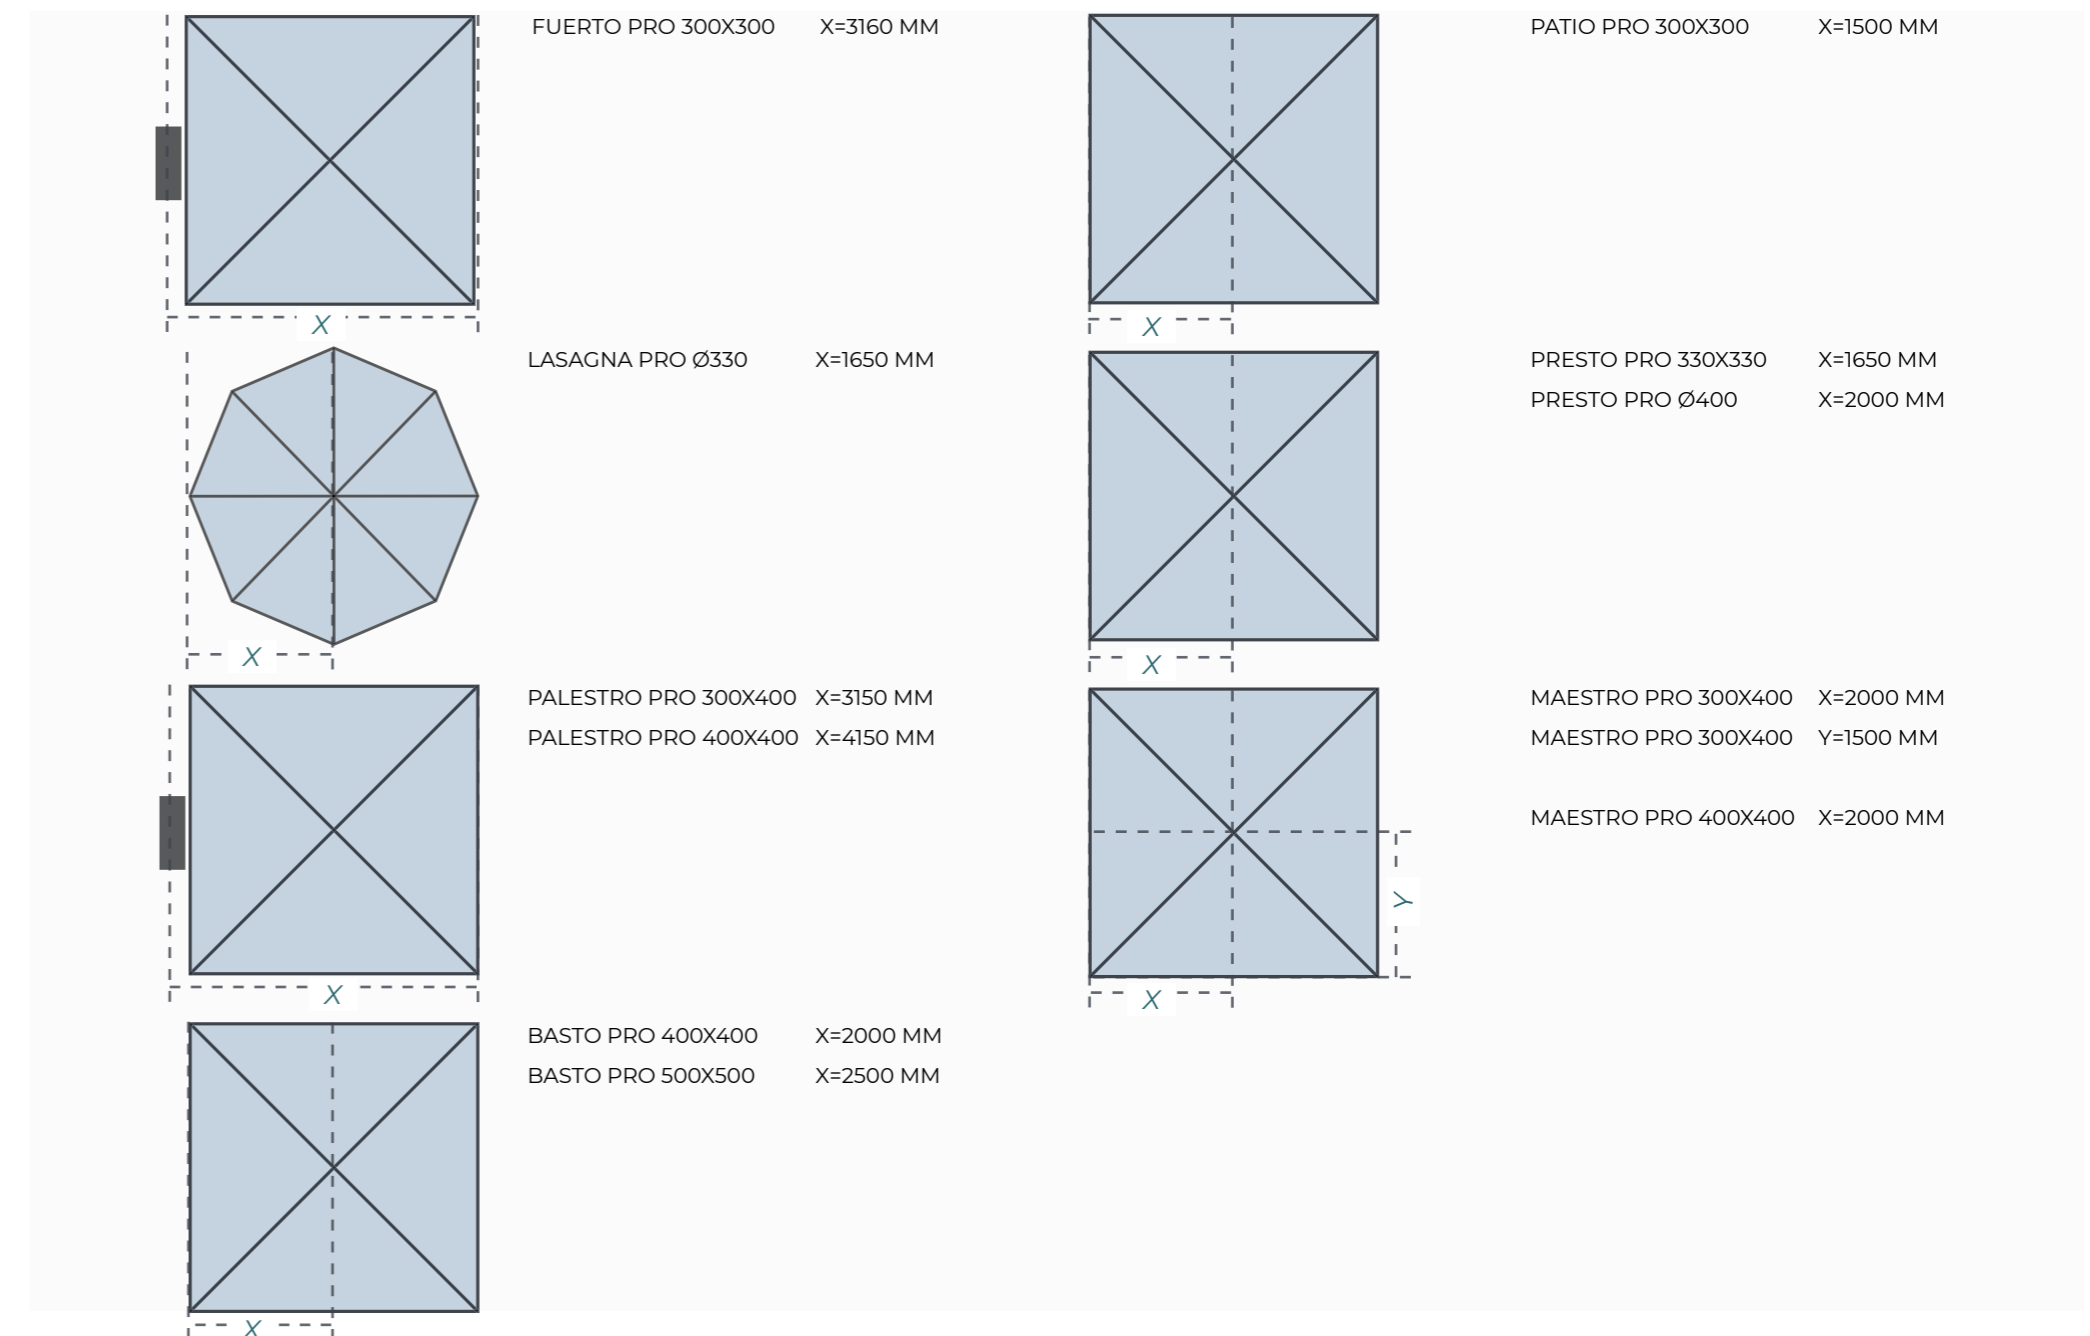 FUERTO PRO 300X300 X=3160 MM
X
PATIO PRO 300X300 X=1500 MM
X
LASAGNA PRO Ø330 X=1650 MM
X
PRESTO PRO 330X330 X=1650 MM
PRESTO PRO Ø400 X=2000 MM
X
PALESTRO PRO 300X400 X=3150 MM
PALESTRO PRO 400X400 X=4150 MM
X
MAESTRO PRO 300X400 X=2000 MM
MAESTRO PRO 300X400 Y=1500 MM
MAESTRO PRO 400X400 X=2000 MM
Y
X
BASTO PRO 400X400 X=2000 MM
BASTO PRO 500X500 X=2500 MM
X